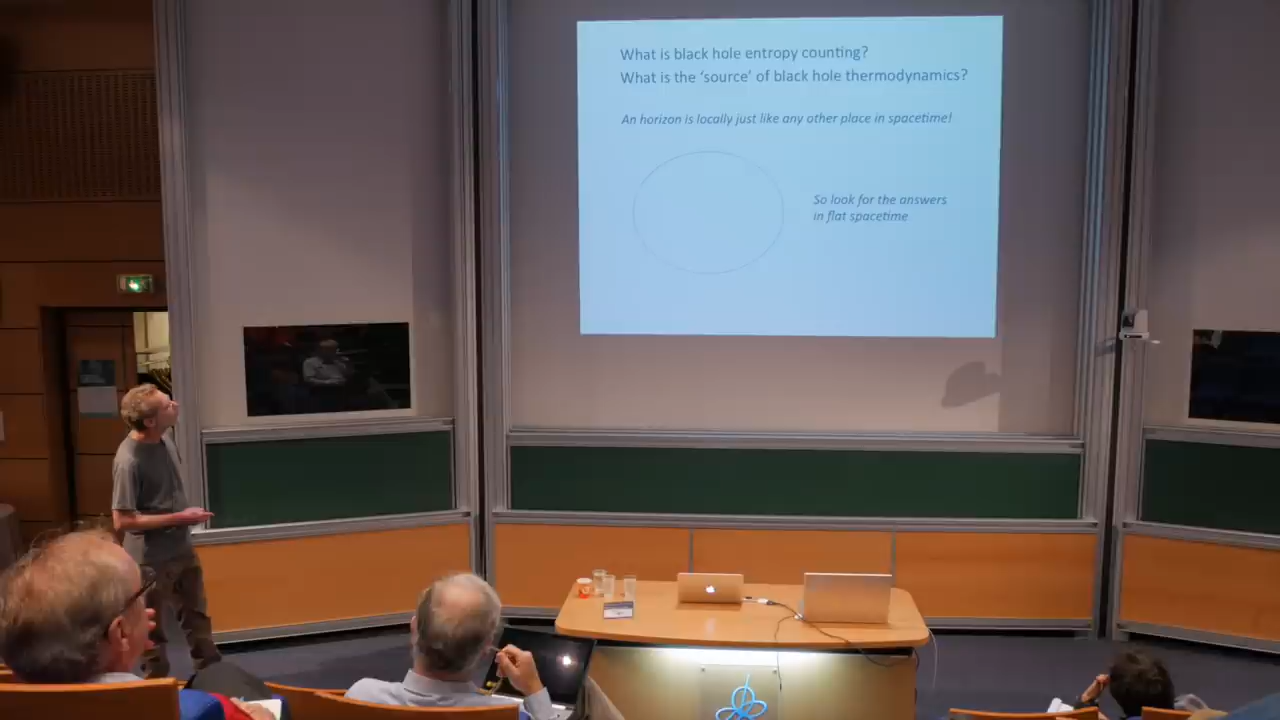 What is black hole entropy counting?
What is the ‘source’ of black hole thermodynamics?
An horizon is locally just like any other place in spacetime!
So look for the answers
in flat spacetime